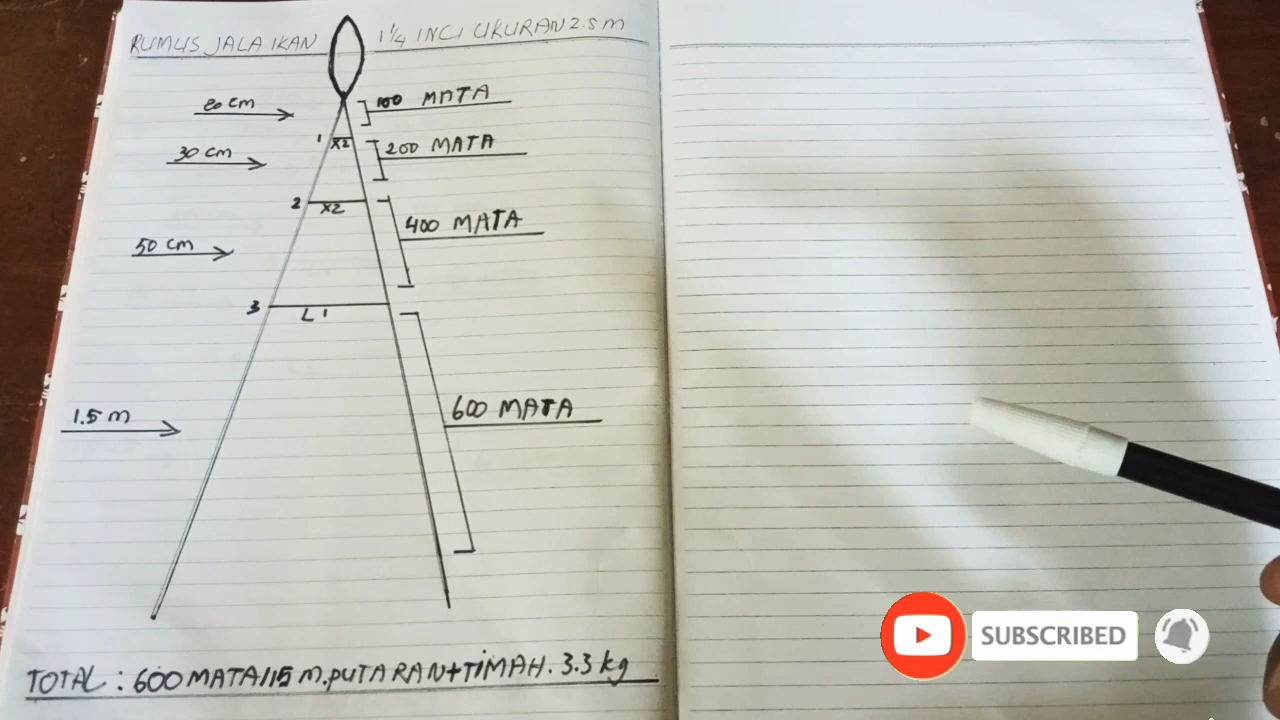 RUMUS JALA IKAN 1 1/4 INCI UKURAN 2.5 M
20 cm
100 MATA
1 X2
30 cm
200 MATA
2 X2
50 cm
400 MATA
3 L1
1.5 m
600 MATA
SUBSCRIBED
TOTAL : 600 MATA/15 M.PUTARAN+TIMAH. 3.3 kg